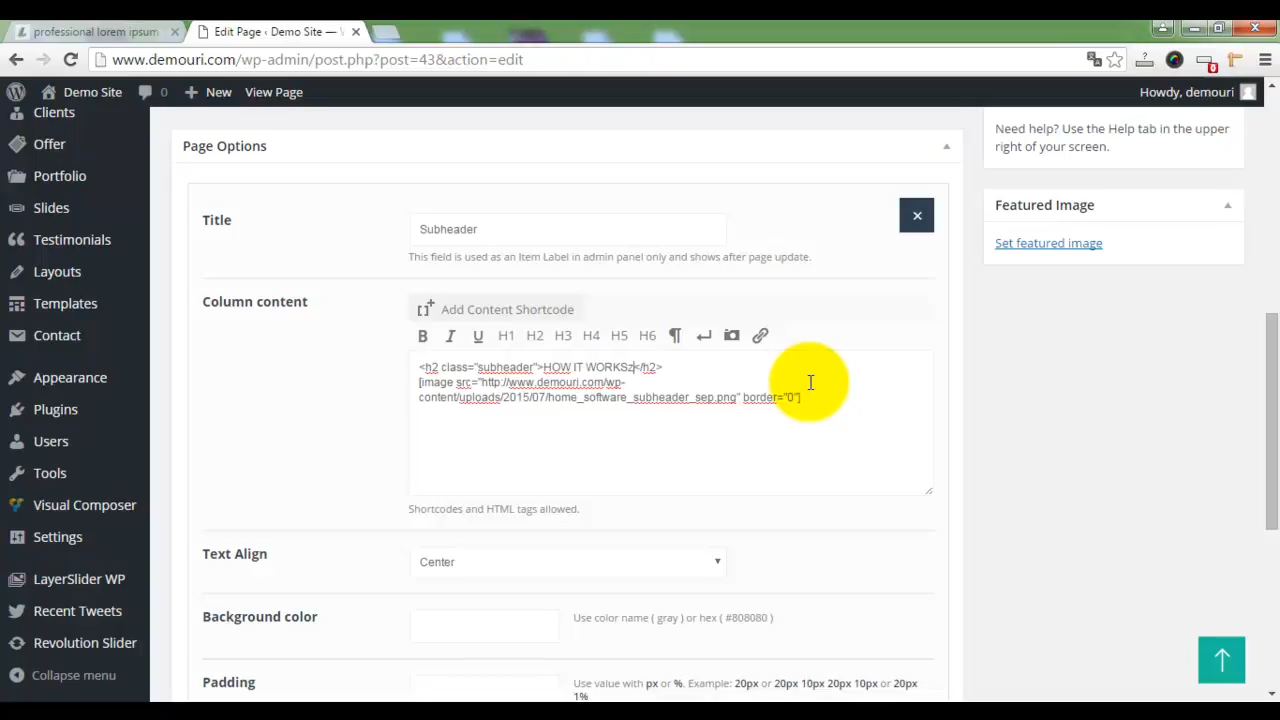 professional lorem ipsum
Edit Page ‹ Demo Site —
www.demouri.com/wp-admin/post.php?post=43&action=edit
0
Demo Site
0
New
View Page
Howdy, demouri
Clients
Offer
Portfolio
Slides
Testimonials
Layouts
Templates
Contact
Appearance
Plugins
Users
Tools
Visual Composer
Settings
LayerSlider WP
Recent Tweets
Revolution Slider
Collapse menu
Page Options
Title
Subheader
This field is used as an Item Label in admin panel only and shows after page update.
Column content
Add Content Shortcode
B I U H1 H2 H3 H4 H5 H6
<h2 class="subheader">HOW IT WORKSz</h2>
[image src="http://www.demouri.com/wp-
content/uploads/2015/07/home_software_subheader_sep.png" border="0"]
Shortcodes and HTML tags allowed.
Text Align
Center
Background color
Use color name ( gray ) or hex ( #808080 )
Padding
Use value with px or %. Example: 20px or 20px 10px 20px 10px or 20px
1%
Need help? Use the Help tab in the upper
right of your screen.
Featured Image
Set featured image